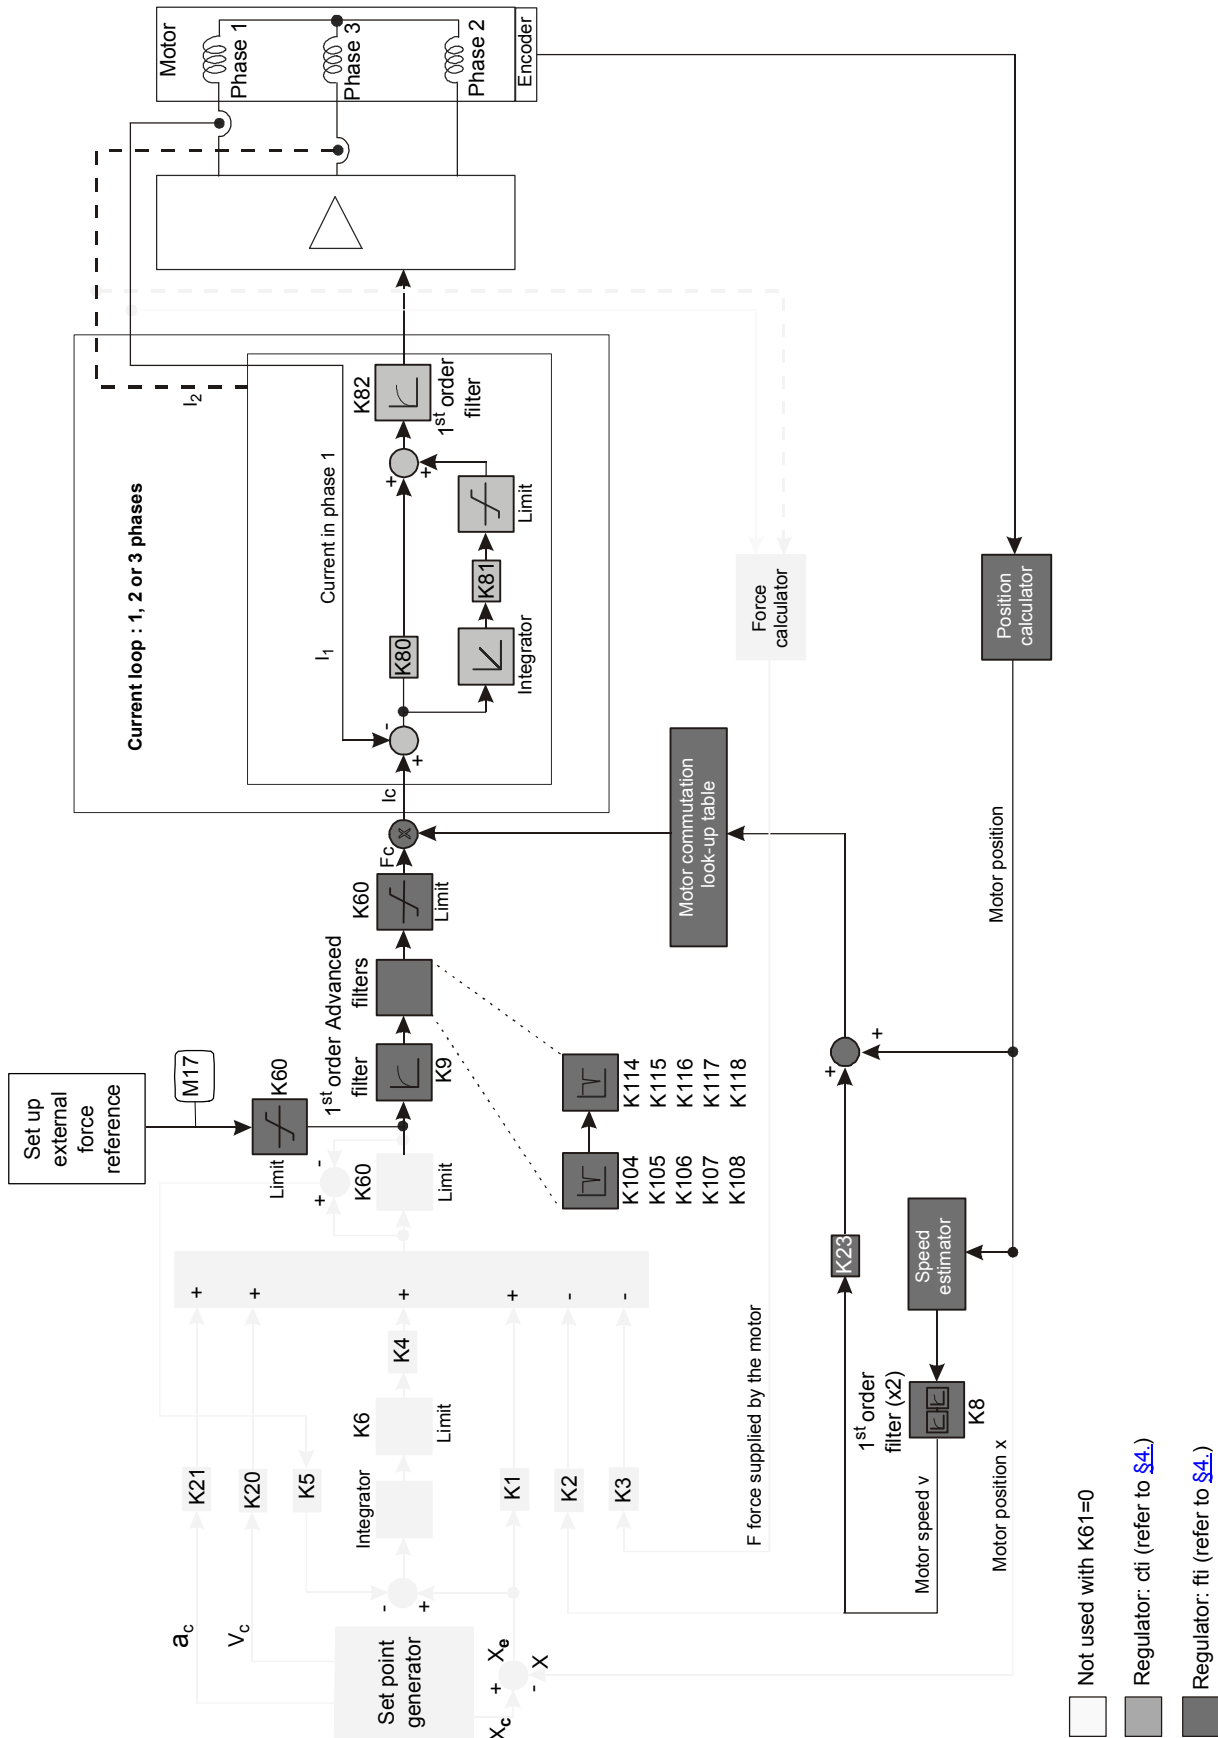 Set up
external
force
reference
M17
K60
Limit
Motor
Phase 1
Phase 3
Phase 2
Encoder
Current loop : 1, 2 or 3 phases
I2
I1
Current in phase 1
K80
Integrator
K81
Limit
K82
1st order
filter
+
-
+
+
Ic
Fc
x
K60
Limit
Advanced
filters
1st order
filter
K9
K104
K105
K106
K107
K108
K114
K115
K116
K117
K118
K60
Limit
+
-
Set point
generator
ac
Vc
Xc
Xe
X
+
-
-
+
K21
K20
K5
Integrator
K6
Limit
K4
K1
K2
K3
+
+
+
+
-
-
F force supplied by the motor
Force
calculator
Motor commutation
look-up table
K23
+
+
Speed
estimator
1st order
filter (x2)
K8
Motor speed v
Motor position x
Motor position
Position
calculator
Not used with K61=0
Regulator: cti (refer to §4.)
Regulator: fti (refer to §4.)